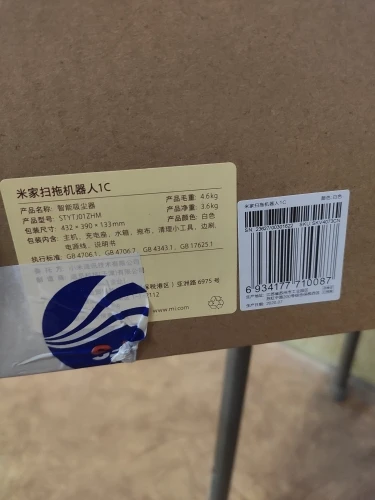 米家扫拖机器人1C
产品名称: 智能吸尘器
产品毛重: 4.6kg
产品型号: STYTJ01ZHM
产品净重: 3.6kg
包装尺寸: 432 × 390 × 133mm
产品颜色: 白色
包装含: 主机、充电座、水箱、拖布、清理小工具、边刷、
电源线、说明书
执行标准: GB 4706.1、GB 4706.7、GB 4343.1、GB 17625.1
6975 号
www.mi.com
米家扫拖机器人1C
颜色: 白色
6 934177 710087